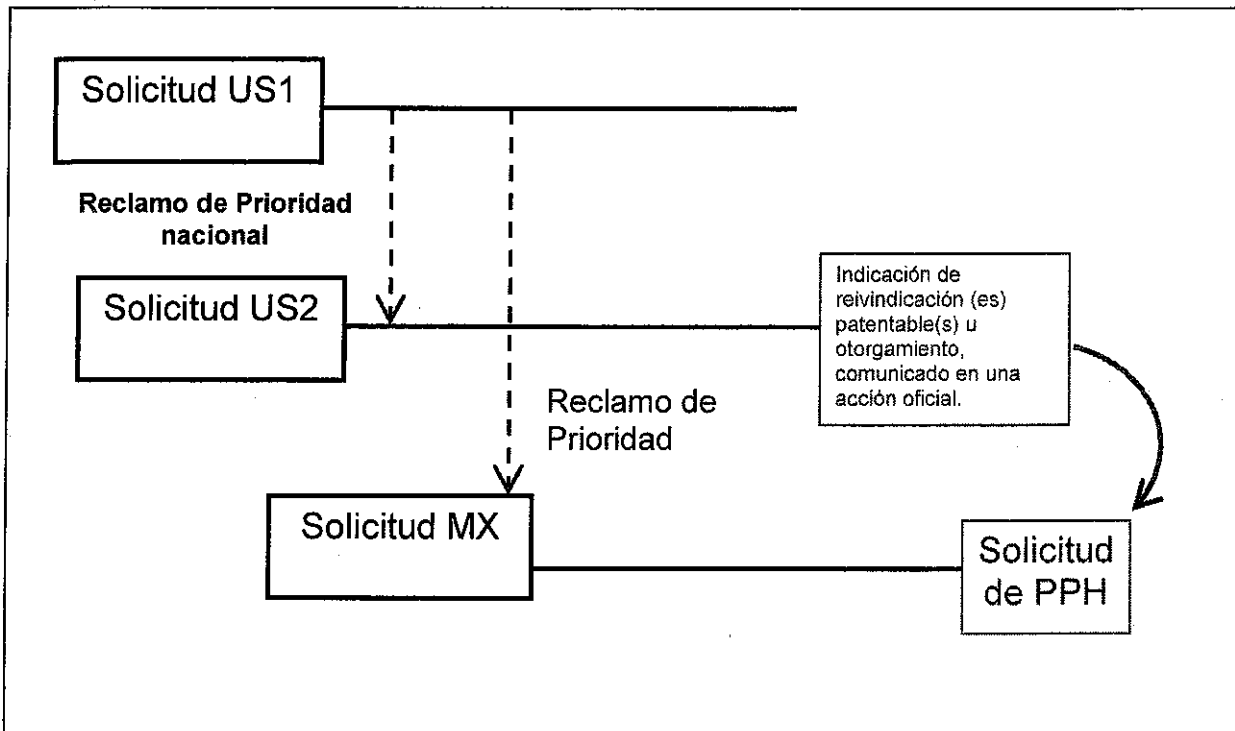 Solicitud US1
Reclamo de Prioridad
nacional
Solicitud US2
Indicación de
reivindicación (es)
patentable(s) u
otorgamiento,
comunicado en una
acción oficial.
Reclamo de
Prioridad
Solicitud MX
Solicitud
de PPH